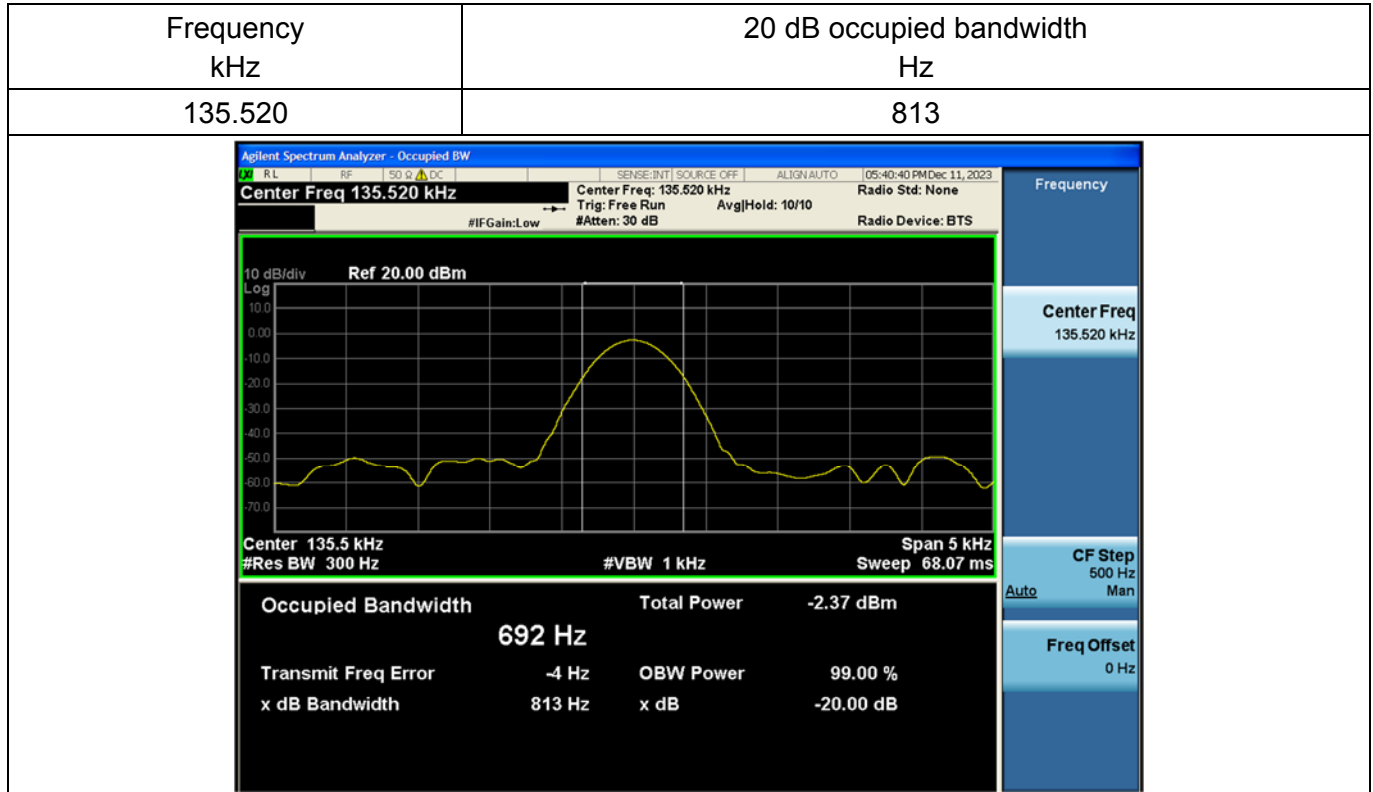 Frequency
kHz
20 dB occupied bandwidth
Hz
135.520
813
Agilent Spectrum Analyzer - Occupied BW
LXI RL RF 50 Ω DC SENSE:INT SOURCE OFF ALIGN AUTO 05:40:40 PM Dec 11, 2023
Center Freq 135.520 kHz
Center Freq: 135.520 kHz
Radio Std: None
Trig: Free Run Avg|Hold: 10/10
#IFGain:Low
#Atten: 30 dB
Radio Device: BTS
10 dB/div Ref 20.00 dBm
Log
10.0
0.00
-10.0
-20.0
-30.0
-40.0
-50.0
-60.0
-70.0
Center 135.5 kHz Span 5 kHz
#Res BW 300 Hz #VBW 1 kHz Sweep 68.07 ms
Occupied Bandwidth
Total Power -2.37 dBm
692 Hz
Transmit Freq Error -4 Hz OBW Power 99.00 %
x dB Bandwidth 813 Hz x dB -20.00 dB
Frequency
Center Freq
135.520 kHz
CF Step
500 Hz
Auto Man
Freq Offset
0 Hz